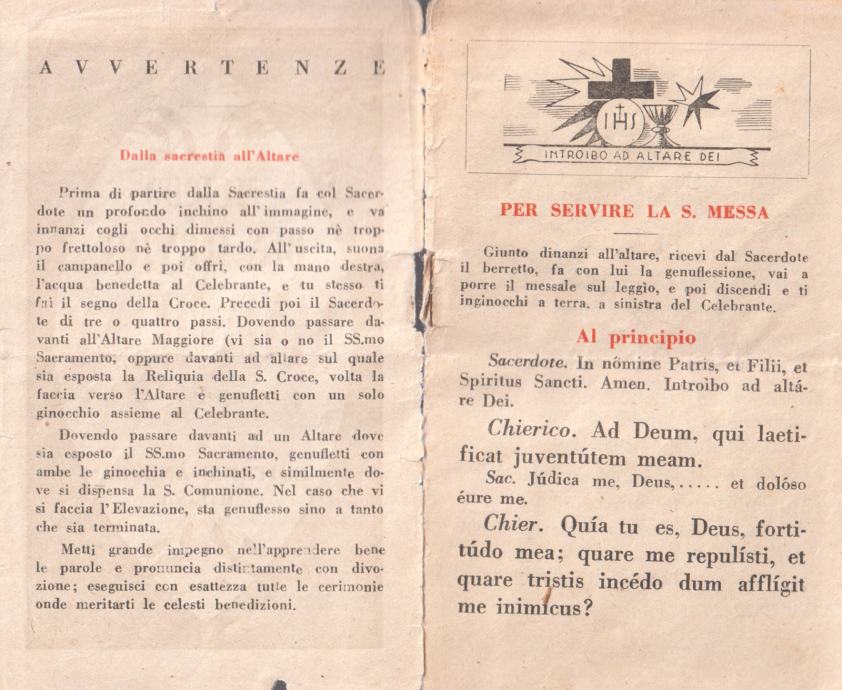 AVVERTENZE
Dalla sacrestia all'Altare
Prima di partire dalla Sacrestia fa col Sacer-
dote un profondo inchino all'immagine, e va
innanzi cogli occhi dimessi con passo nè trop-
po frettoloso nè troppo tardo. All'uscita, suona
il campanello e poi offri, con la mano destra,
l'acqua benedetta al Celebrante, e tu stesso ti
fai il segno della Croce. Precedi poi il Sacerdo-
te di tre o quattro passi. Dovendo passare da-
vanti all'Altare Maggiore (vi sia o no il SS.mo
Sacramento, oppure davanti ad altare sul quale
sia esposta la Reliquia della S. Croce, volta la
faccia verso l'Altare e genufletti con un solo
ginocchio assieme al Celebrante.
Dovendo passare davanti ad un Altare dove
sia esposto il SS.mo Sacramento, genufletti con
ambe le ginocchia e inchinati, e similmente do-
ve si dispensa la S. Comunione. Nel caso che vi
si faccia l'Elevazione, sta genuflesso sino a tanto
che sia terminata.
Metti grande impegno nell'apprendere bene
le parole e pronuncia distintamente con divo-
zione; eseguisci con esattezza tutte le cerimonie
onde meritarti le celesti benedizioni.
IHS
INTROIBO AD ALTARE DEI
PER SERVIRE LA S. MESSA
Giunto dinanzi all'altare, ricevi dal Sacerdote
il berretto, fa con lui la genuflessione, vai a
porre il messale sul leggio, e poi discendi e ti
inginocchi a terra, a sinistra del Celebrante.
Al principio
Sacerdote. In nómine Patris, et Filii, et
Spiritus Sancti. Amen. Introìbo ad altá-
re Dei.
Chierico. Ad Deum, qui laeti-
ficat juventútem meam.
Sac. Júdica me, Deus,..... et dolóso
éure me.
Chier. Quía tu es, Deus, forti-
túdo mea; quare me repulísti, et
quare tristis incédo dum afflígit
me inimícus?